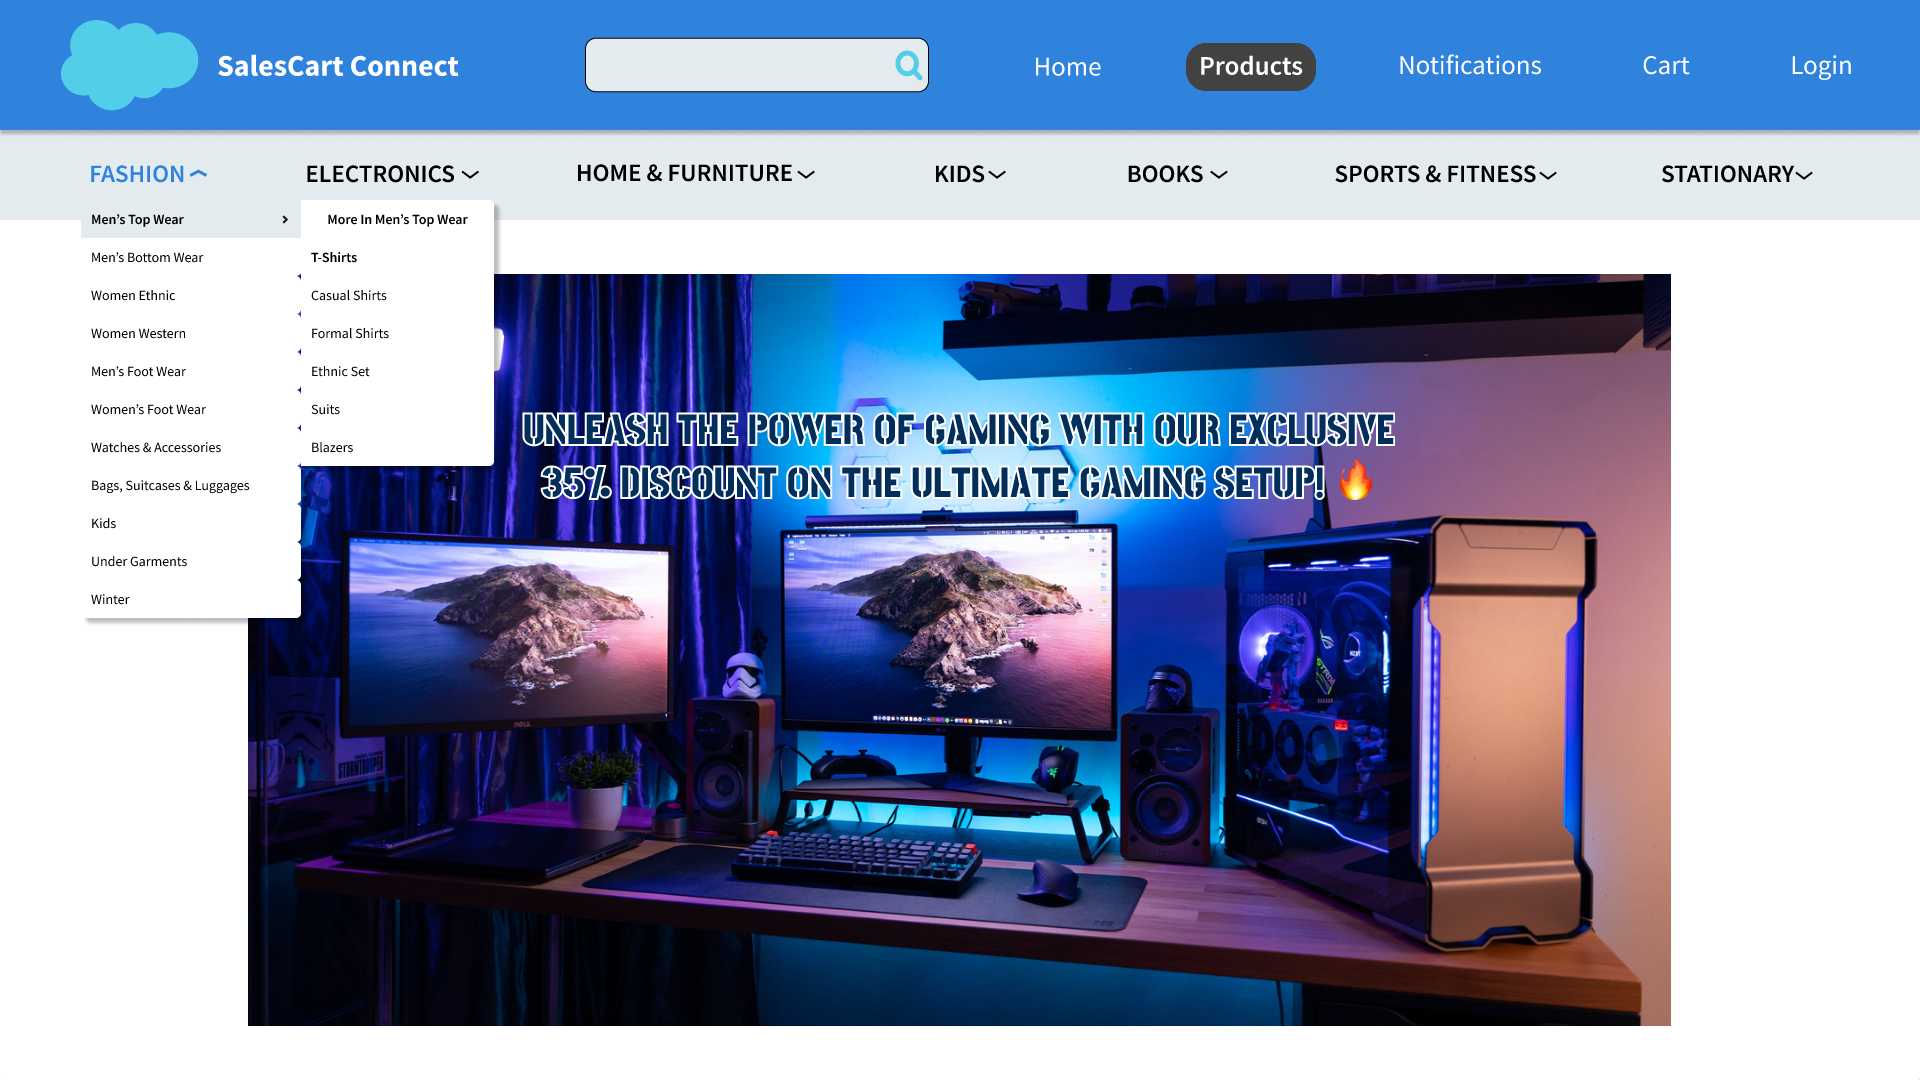 SalesCart Connect
Home
Products
Notifications
Cart
Login
FASHION
ELECTRONICS
HOME & FURNITURE
KIDS
BOOKS
SPORTS & FITNESS
STATIONARY
Men's Top Wear
Men's Bottom Wear
Women Ethnic
Women Western
Men's Foot Wear
Women's Foot Wear
Watches & Accessories
Bags, Suitcases & Luggages
Kids
Under Garments
Winter
More In Men's Top Wear
T-Shirts
Casual Shirts
Formal Shirts
Ethnic Set
Suits
Blazers
UNLEASH THE POWER OF GAMING WITH OUR EXCLUSIVE
35% DISCOUNT ON THE ULTIMATE GAMING SETUP! 🔥
DELL
STORMTROOPER
NZXT